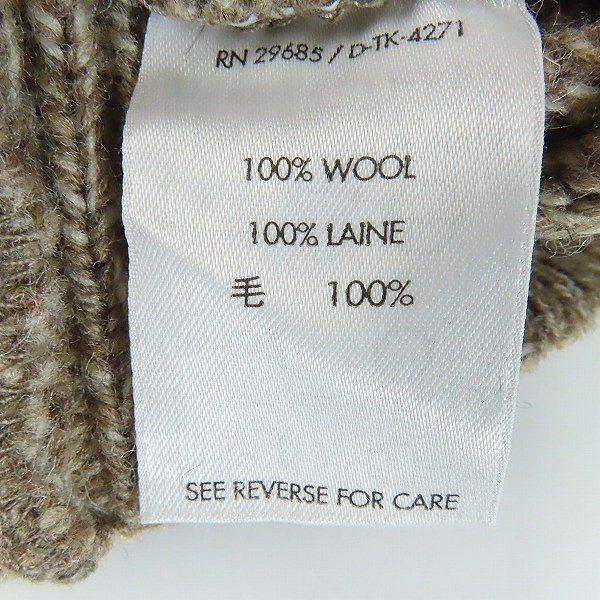 RN 29685 / D-TK-4271
100% WOOL
100% LAINE
毛 100%
SEE REVERSE FOR CARE